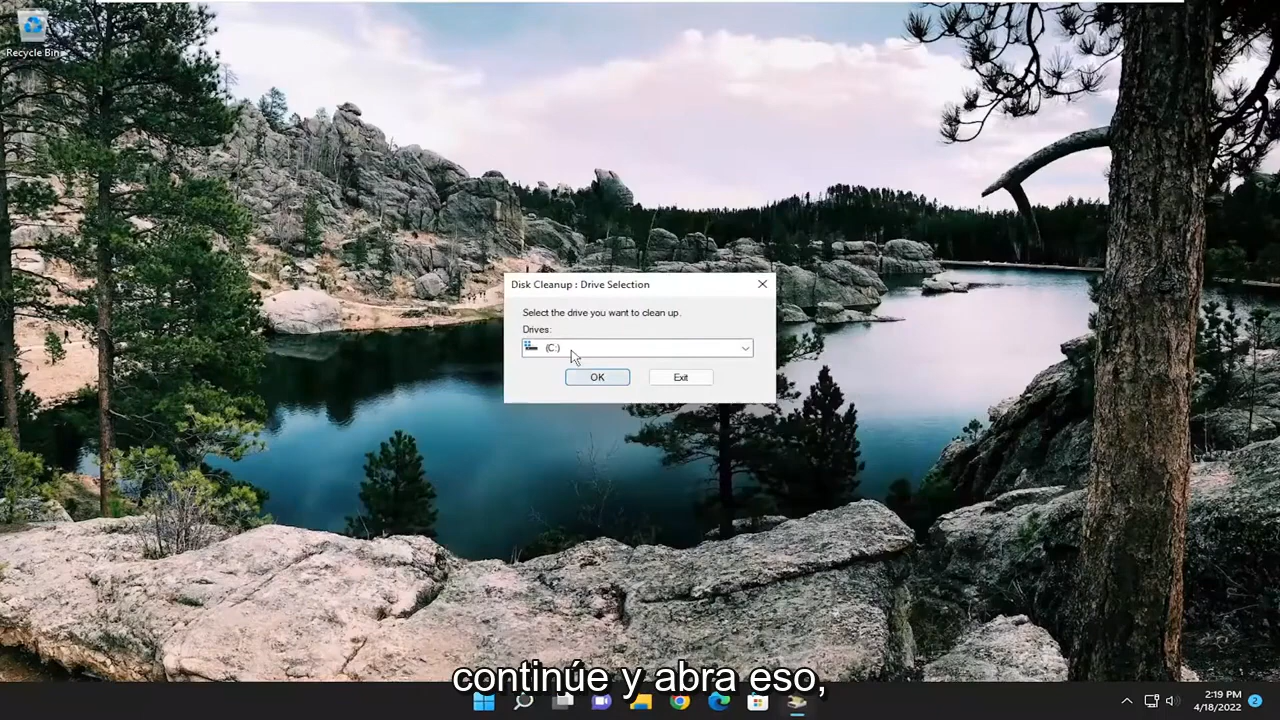 Recycle Bin
Disk Cleanup : Drive Selection
Select the drive you want to clean up.
Drives:
(C:)
OK
Exit
continúe y abra eso,
2:19 PM
4/18/2022
2